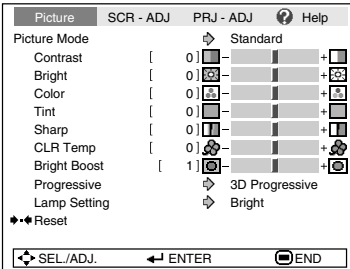 Picture SCR - ADJ PRJ - ADJ ? Help
Picture Mode Standard
Contrast [ 0 ] - +
Bright [ 0 ] - +
Color [ 0 ] - +
Tint [ 0 ] - +
Sharp [ 0 ] - +
CLR Temp [ 0 ] - +
Bright Boost [ 1 ] - +
Progressive 3D Progressive
Lamp Setting Bright
Reset
SEL./ADJ. ENTER END